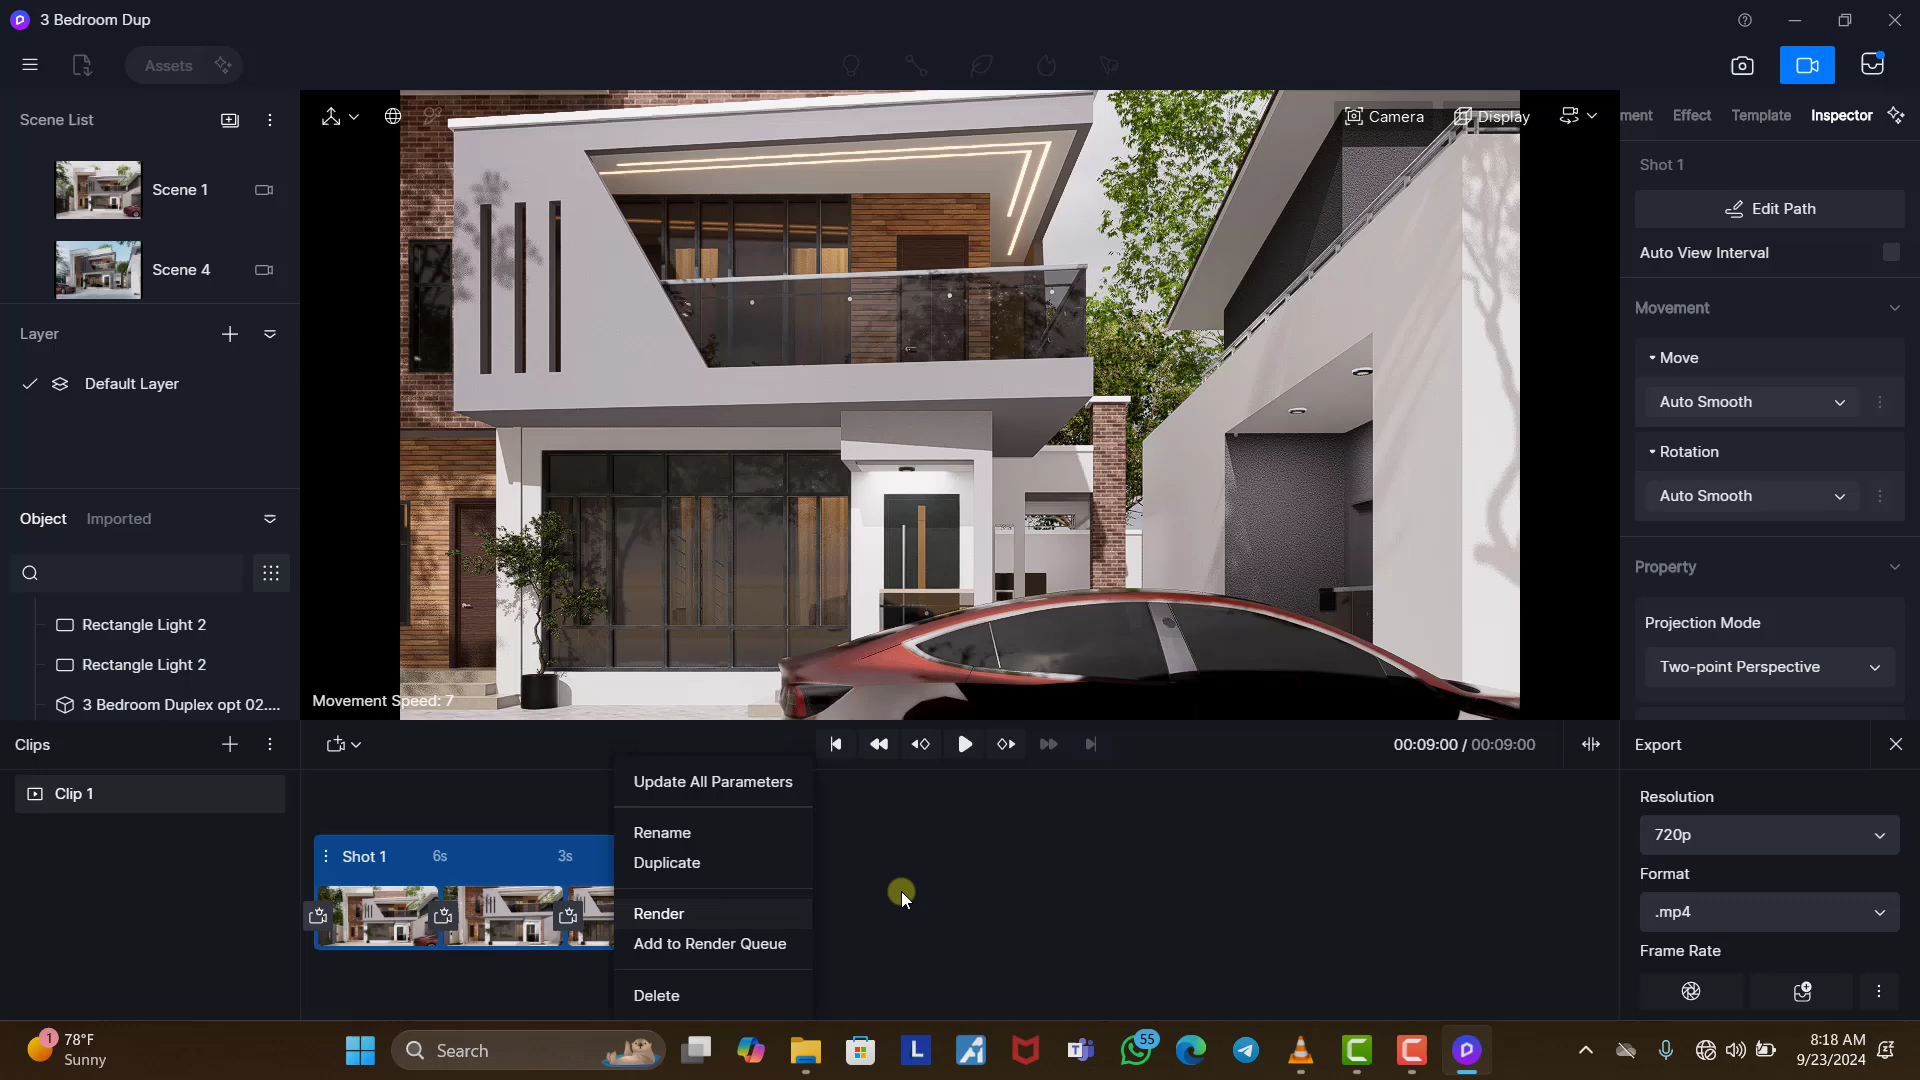 3 Bedroom Dup
Assets
Scene List
Scene 1
Scene 4
Layer
Default Layer
Object
Imported
Rectangle Light 2
Rectangle Light 2
3 Bedroom Duplex opt 02....
Camera
Display
Movement Speed: 7
ment
Effect
Template
Inspector
Shot 1
Edit Path
Auto View Interval
Movement
Move
Auto Smooth
Rotation
Auto Smooth
Property
Projection Mode
Two-point Perspective
Clips
Clip 1
00:09:00 / 00:09:00
Shot 1
6s
3s
Update All Parameters
Rename
Duplicate
Render
Add to Render Queue
Delete
Export
Resolution
720p
Format
.mp4
Frame Rate
1
78°F
Sunny
Search
L
55
8:18 AM
9/23/2024